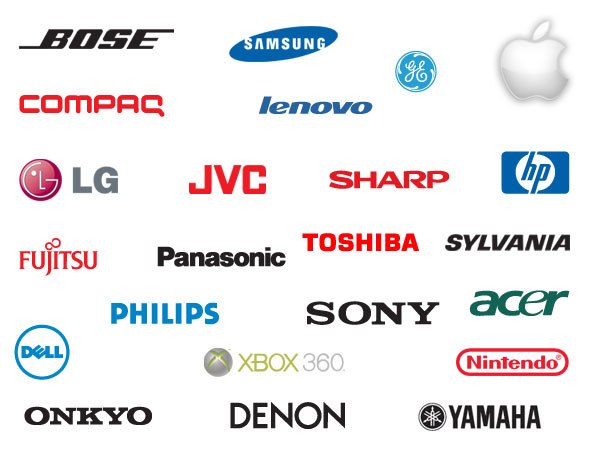 BOSE
SAMSUNG
GE
COMPAQ
lenovo
LG
JVC
SHARP
hp
FUJITSU
Panasonic
TOSHIBA
SYLVANIA
PHILIPS
SONY
acer
DELL
XBOX 360
Nintendo
ONKYO
DENON
YAMAHA